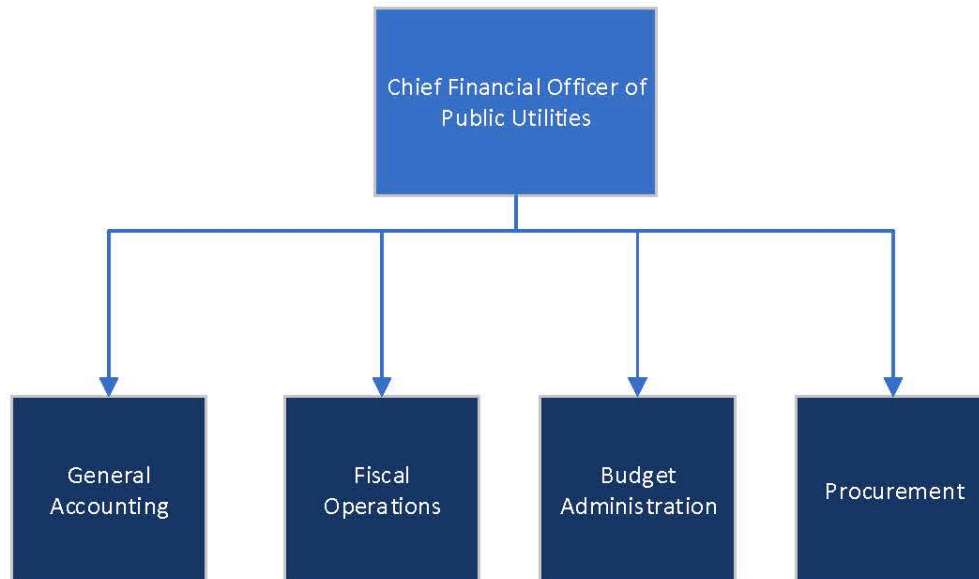 Chief Financial Officer of
Public Utilities
General
Accounting
Fiscal
Operations
Budget
Administration
Procurement